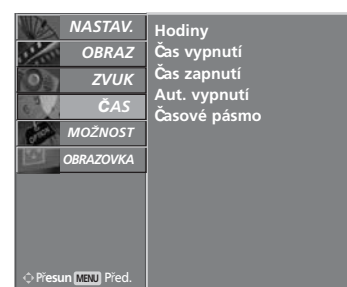 NASTAV.
OBRAZ
ZVUK
ČAS
MOŽNOST
OBRAZOVKA
Hodiny
Čas vypnutí
Čas zapnutí
Aut. vypnutí
Časové pásmo
Přesun MENU Před.